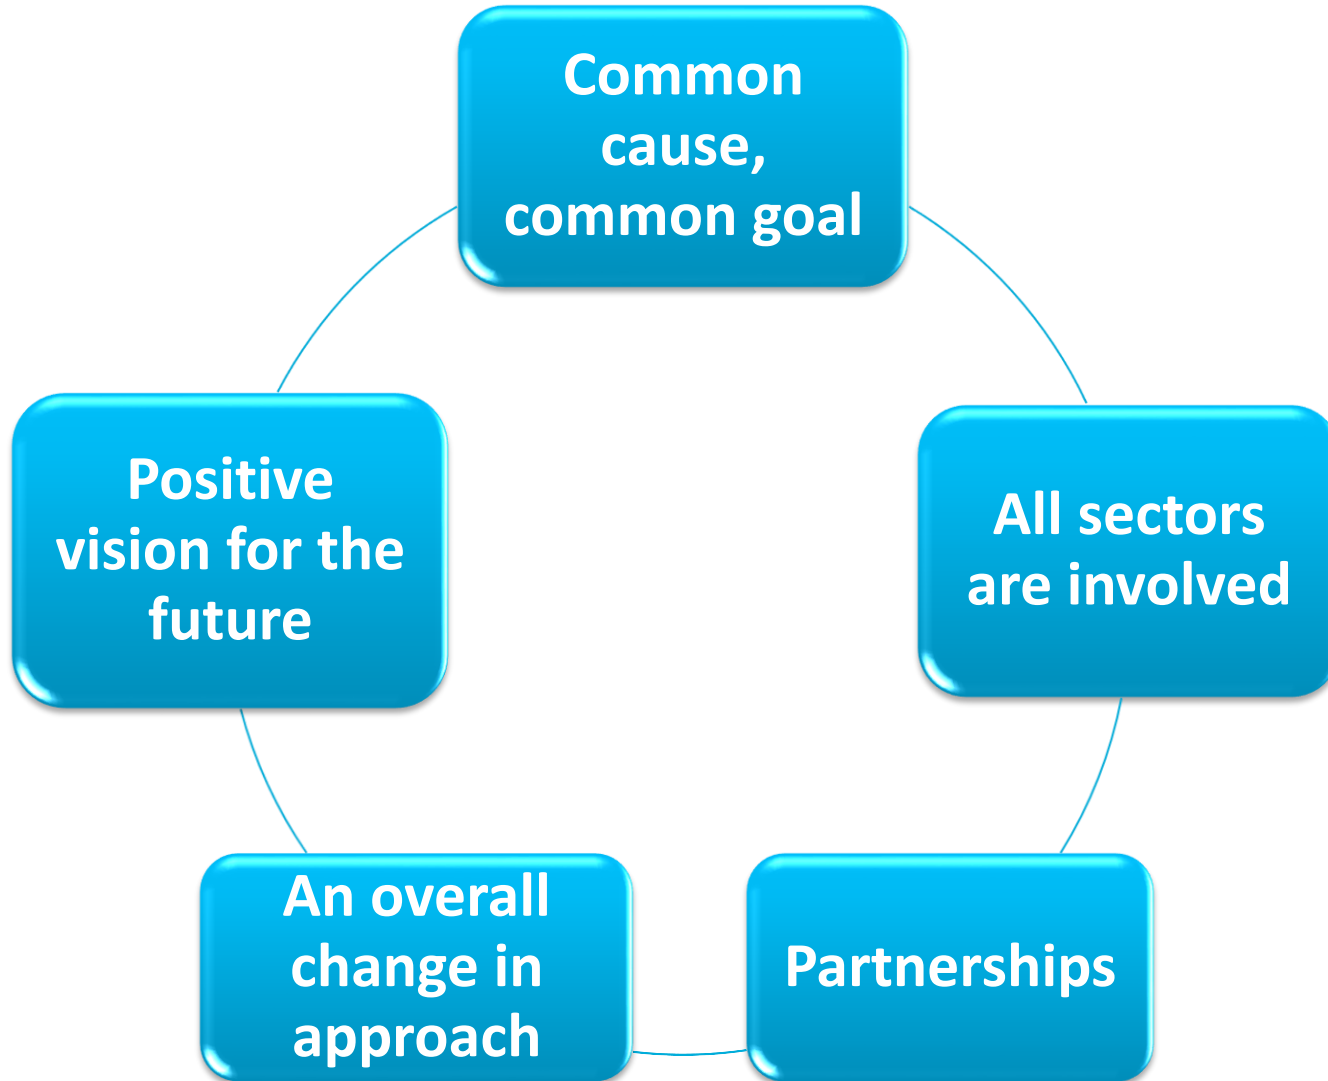 Common
cause,
common goal
All sectors
are involved
Partnerships
An overall
change in
approach
Positive
vision for the
future